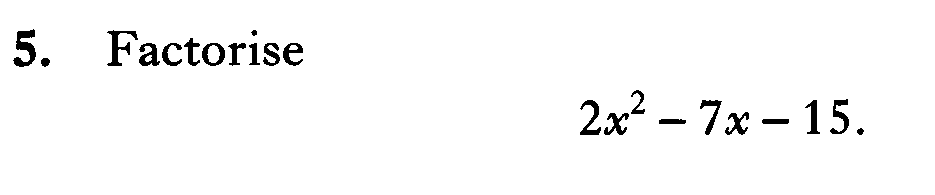 5. Factorise
2x² − 7x − 15.